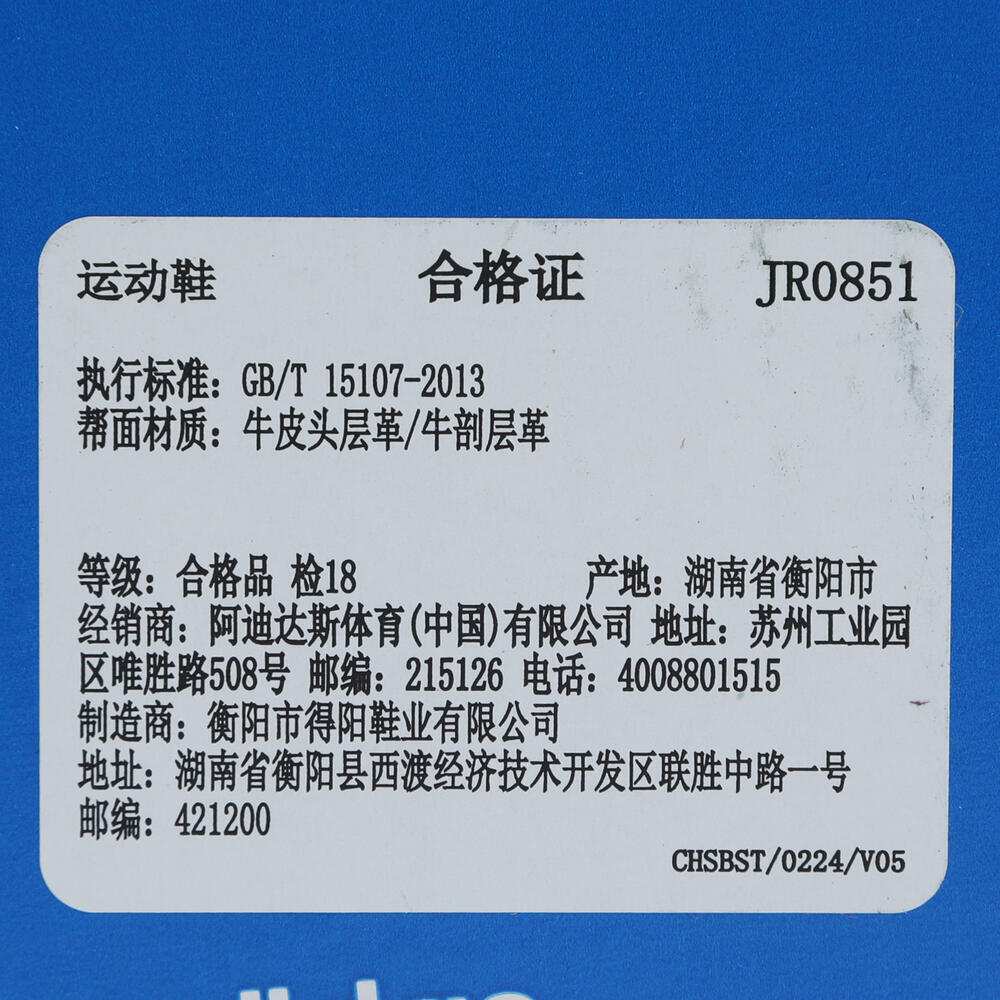 运动鞋 合格证 JR0851
执行标准：GB/T 15107-2013
帮面材质：牛皮头层革/牛剖层革
等级：合格品 检18 产地：湖南省衡阳市
经销商：阿迪达斯体育(中国)有限公司 地址：苏州工业园
区唯胜路508号 邮编：215126 电话：4008801515
制造商：衡阳市得阳鞋业有限公司
地址：湖南省衡阳县西渡经济技术开发区联胜中路一号
邮编：421200
CHSBST/0224/V05